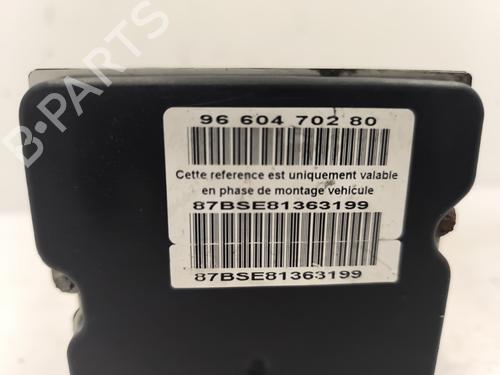 B-PARTS
96 604 702 80
Cette reference est uniquement valable
en phase de montage vehicule
87BSE81363199
87BSE81363199